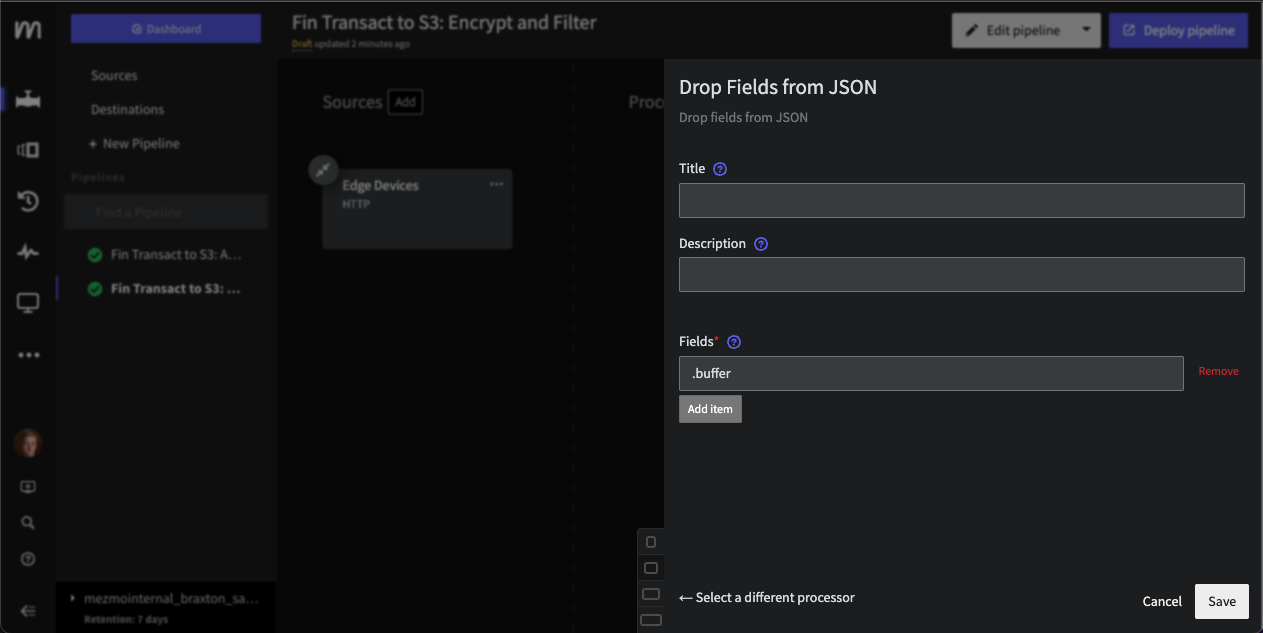 Dashboard
Fin Transact to S3: Encrypt and Filter
Draft updated 2 minutes ago
Edit pipeline
Deploy pipeline
Sources
Destinations
+ New Pipeline
Pipelines
Find a Pipeline
Fin Transact to S3: A...
Fin Transact to S3: ...
mezmointernal_braxton_sa...
Retention: 7 days
Sources
Add
Proc
Edge Devices
HTTP
Drop Fields from JSON
Drop fields from JSON
Title
Description
Fields*
.buffer
Remove
Add item
← Select a different processor
Cancel
Save